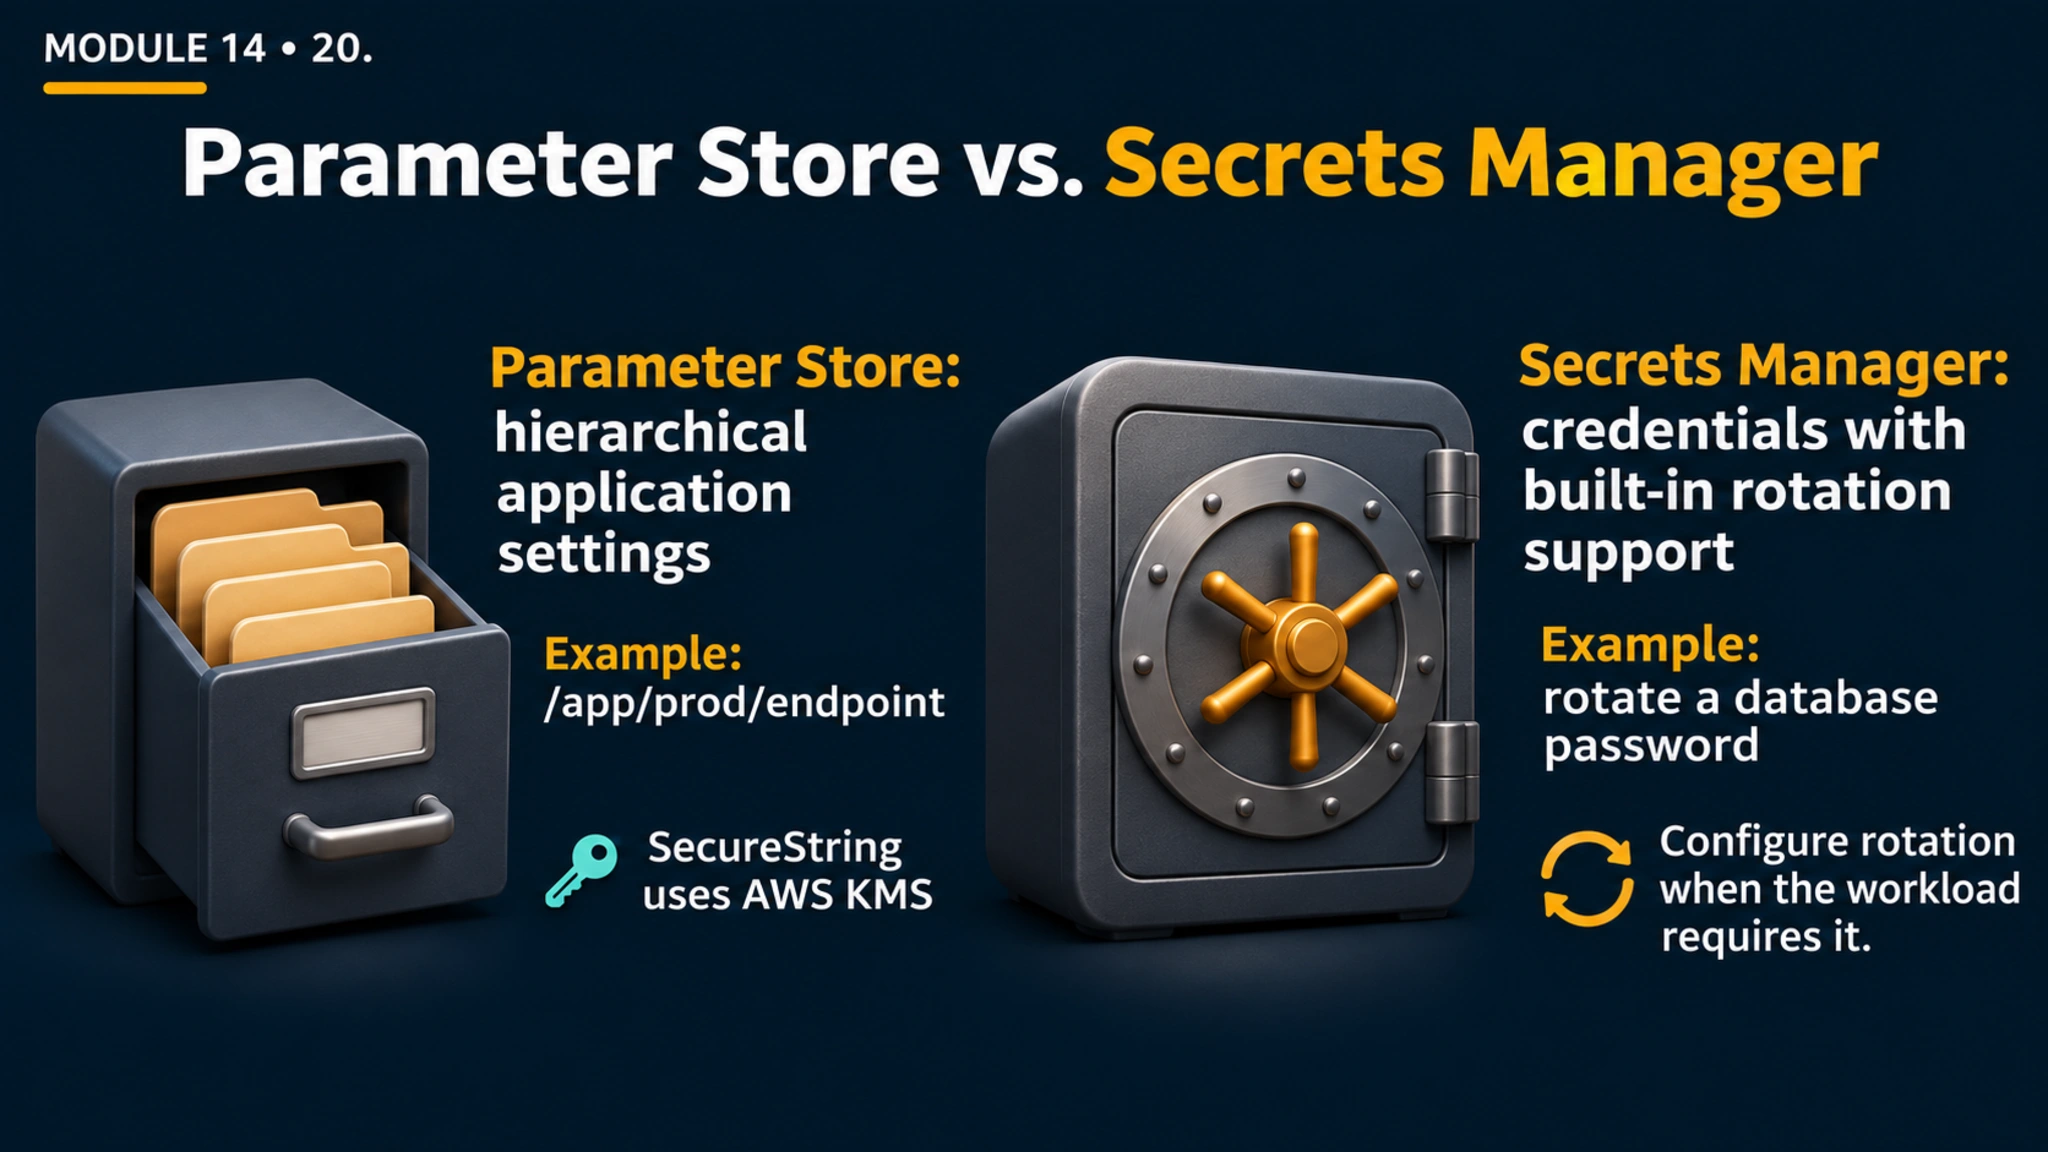 MODULE 14 • 20.
Parameter Store vs. Secrets Manager
Parameter Store:
hierarchical
application
settings
Example:
/app/prod/endpoint
SecureString
uses AWS KMS
Secrets Manager:
credentials with
built-in rotation
support
Example:
rotate a database
password
Configure rotation
when the workload
requires it.